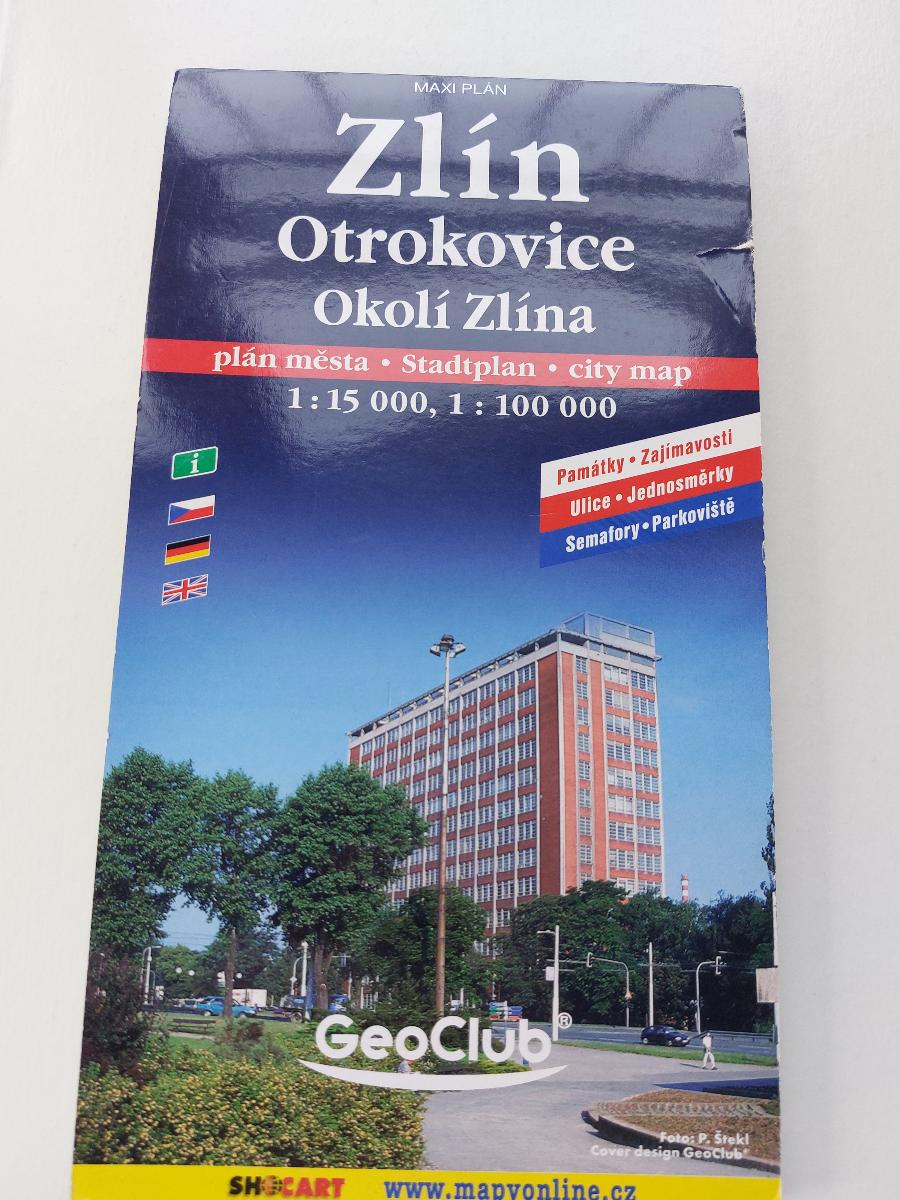 MAXI PLÁN
Zlín
Otrokovice
Okolí Zlína
plán města • Stadtplan • city map
1 : 15 000, 1 : 100 000
i
Památky • Zajímavosti
Ulice • Jednosměrky
Semafory • Parkoviště
GeoClub®
Foto: P. Štekl
Cover design GeoClub®
SHOCART www.mapyonline.cz